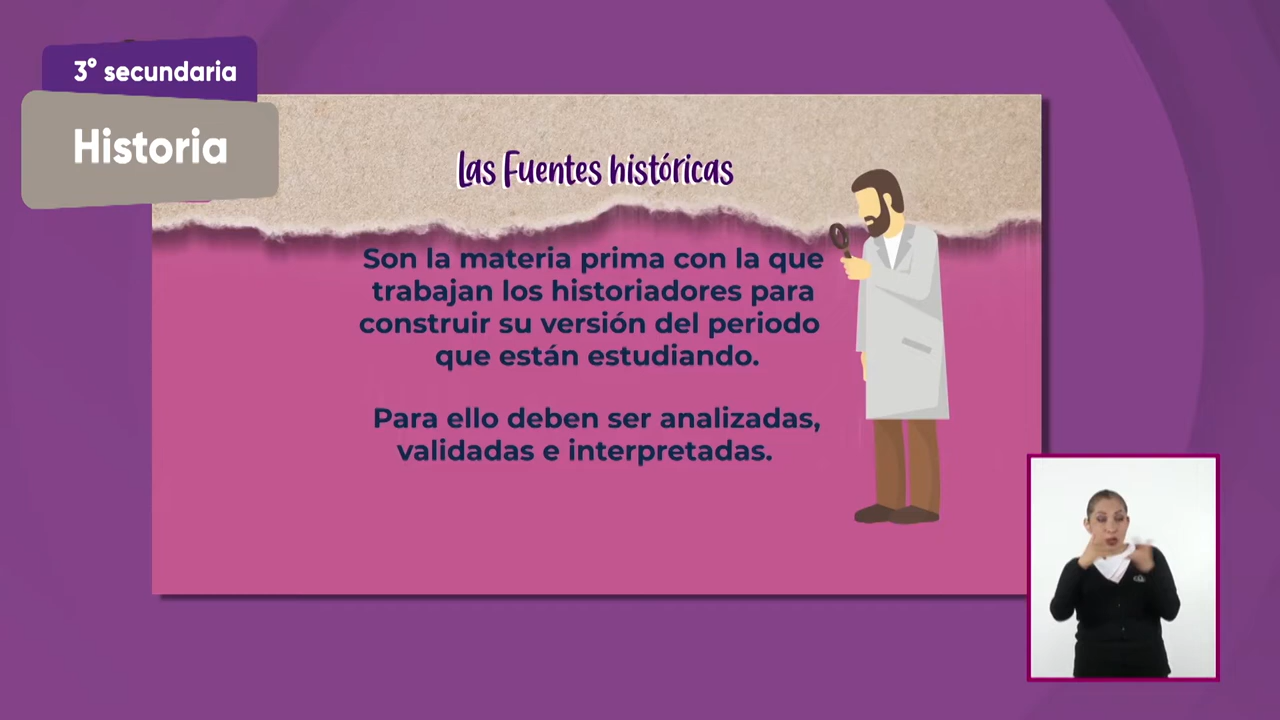 3° secundaria
Historia
Las Fuentes históricas
Son la materia prima con la que
trabajan los historiadores para
construir su versión del periodo
que están estudiando.
Para ello deben ser analizadas,
validadas e interpretadas.